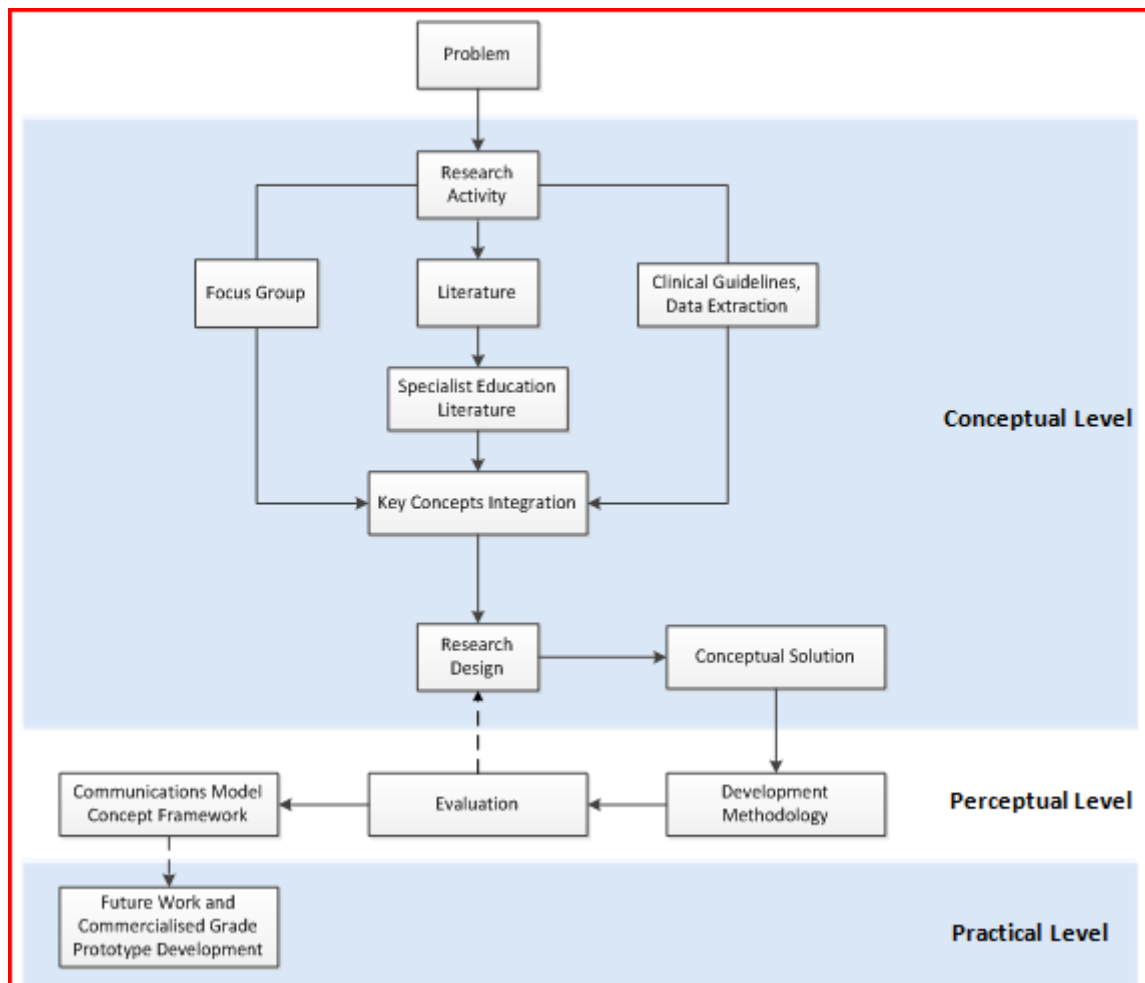 Problem
Research
Activity
Focus Group
Literature
Clinical Guidelines,
Data Extraction
Specialist Education
Literature
Conceptual Level
Key Concepts Integration
Research
Design
Conceptual Solution
Communications Model
Concept Framework
Evaluation
Development
Methodology
Perceptual Level
Future Work and
Commercialised Grade
Prototype Development
Practical Level